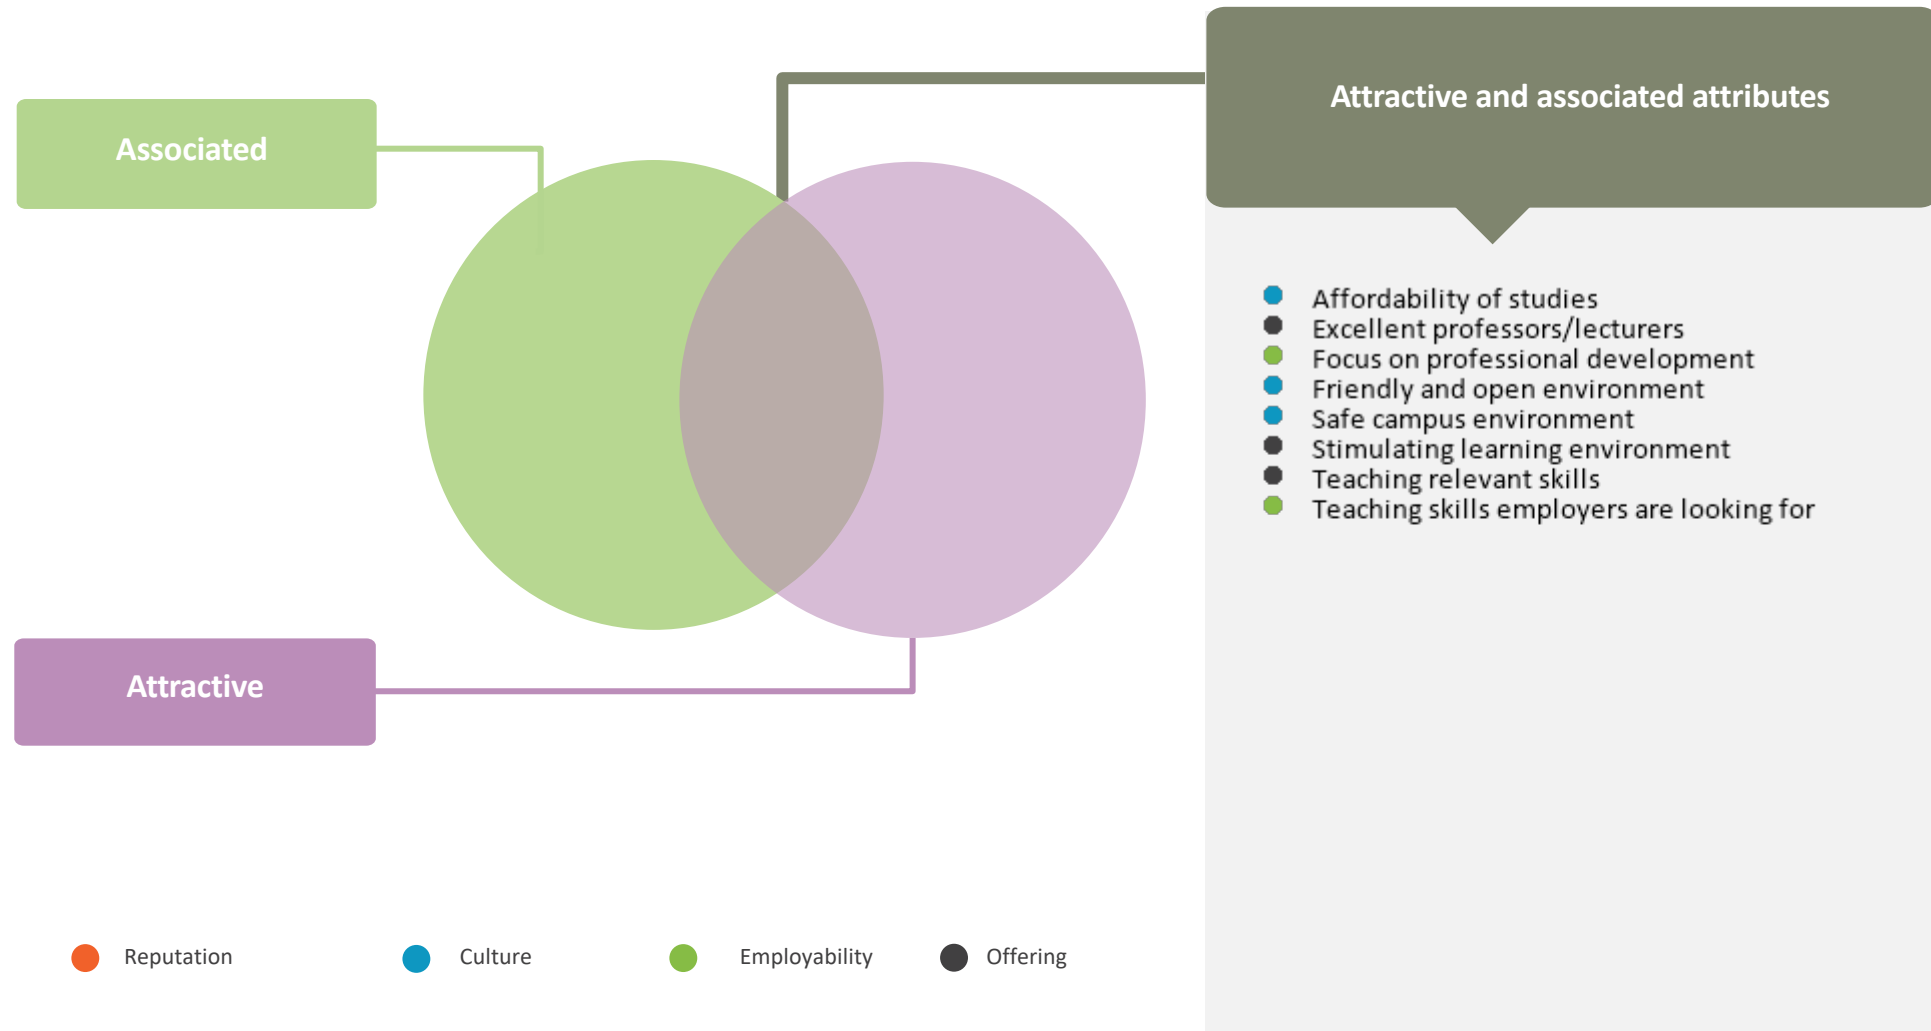 Attractive and associated attributes
Associated
Affordability of studies
Excellent professors/lecturers
Focus on professional development
Friendly and open environment
Safe campus environment
Stimulating learning environment
Teaching relevant skills
Teaching skills employers are looking for
Attractive
Reputation
Culture
Employability
Offering